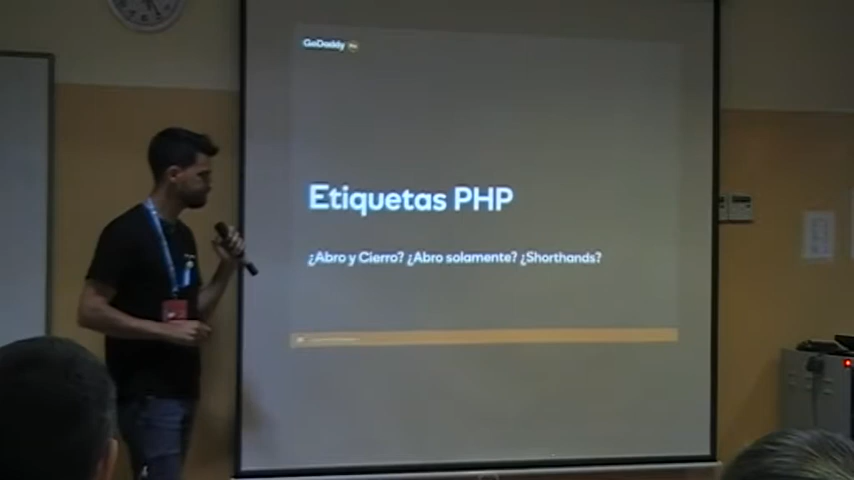 GoDaddy
Etiquetas PHP
¿Abro y Cierro? ¿Abro solamente? ¿Shorthands?